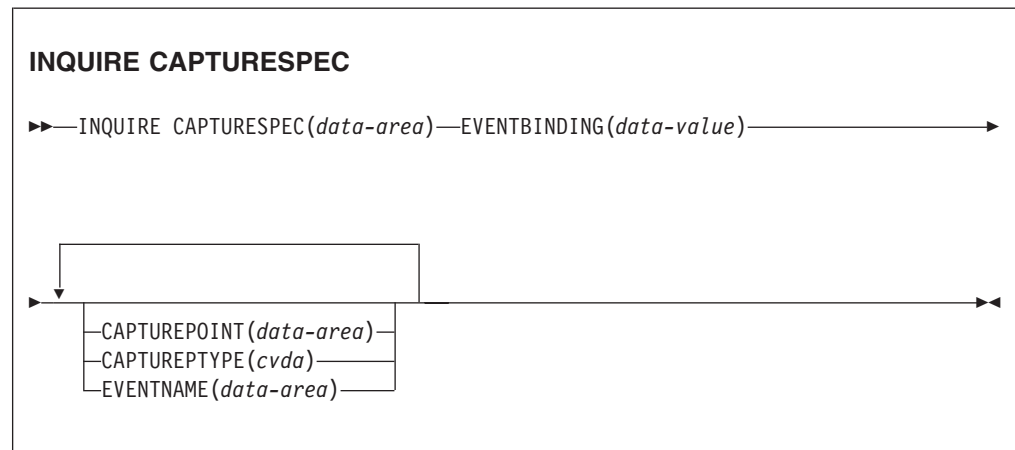 INQUIRE CAPTURESPEC
INQUIRE CAPTURESPEC(data-area) EVENTBINDING(data-value)
CAPTUREPOINT(data-area)
CAPTUREPTYPE(cvda)
EVENTNAME(data-area)